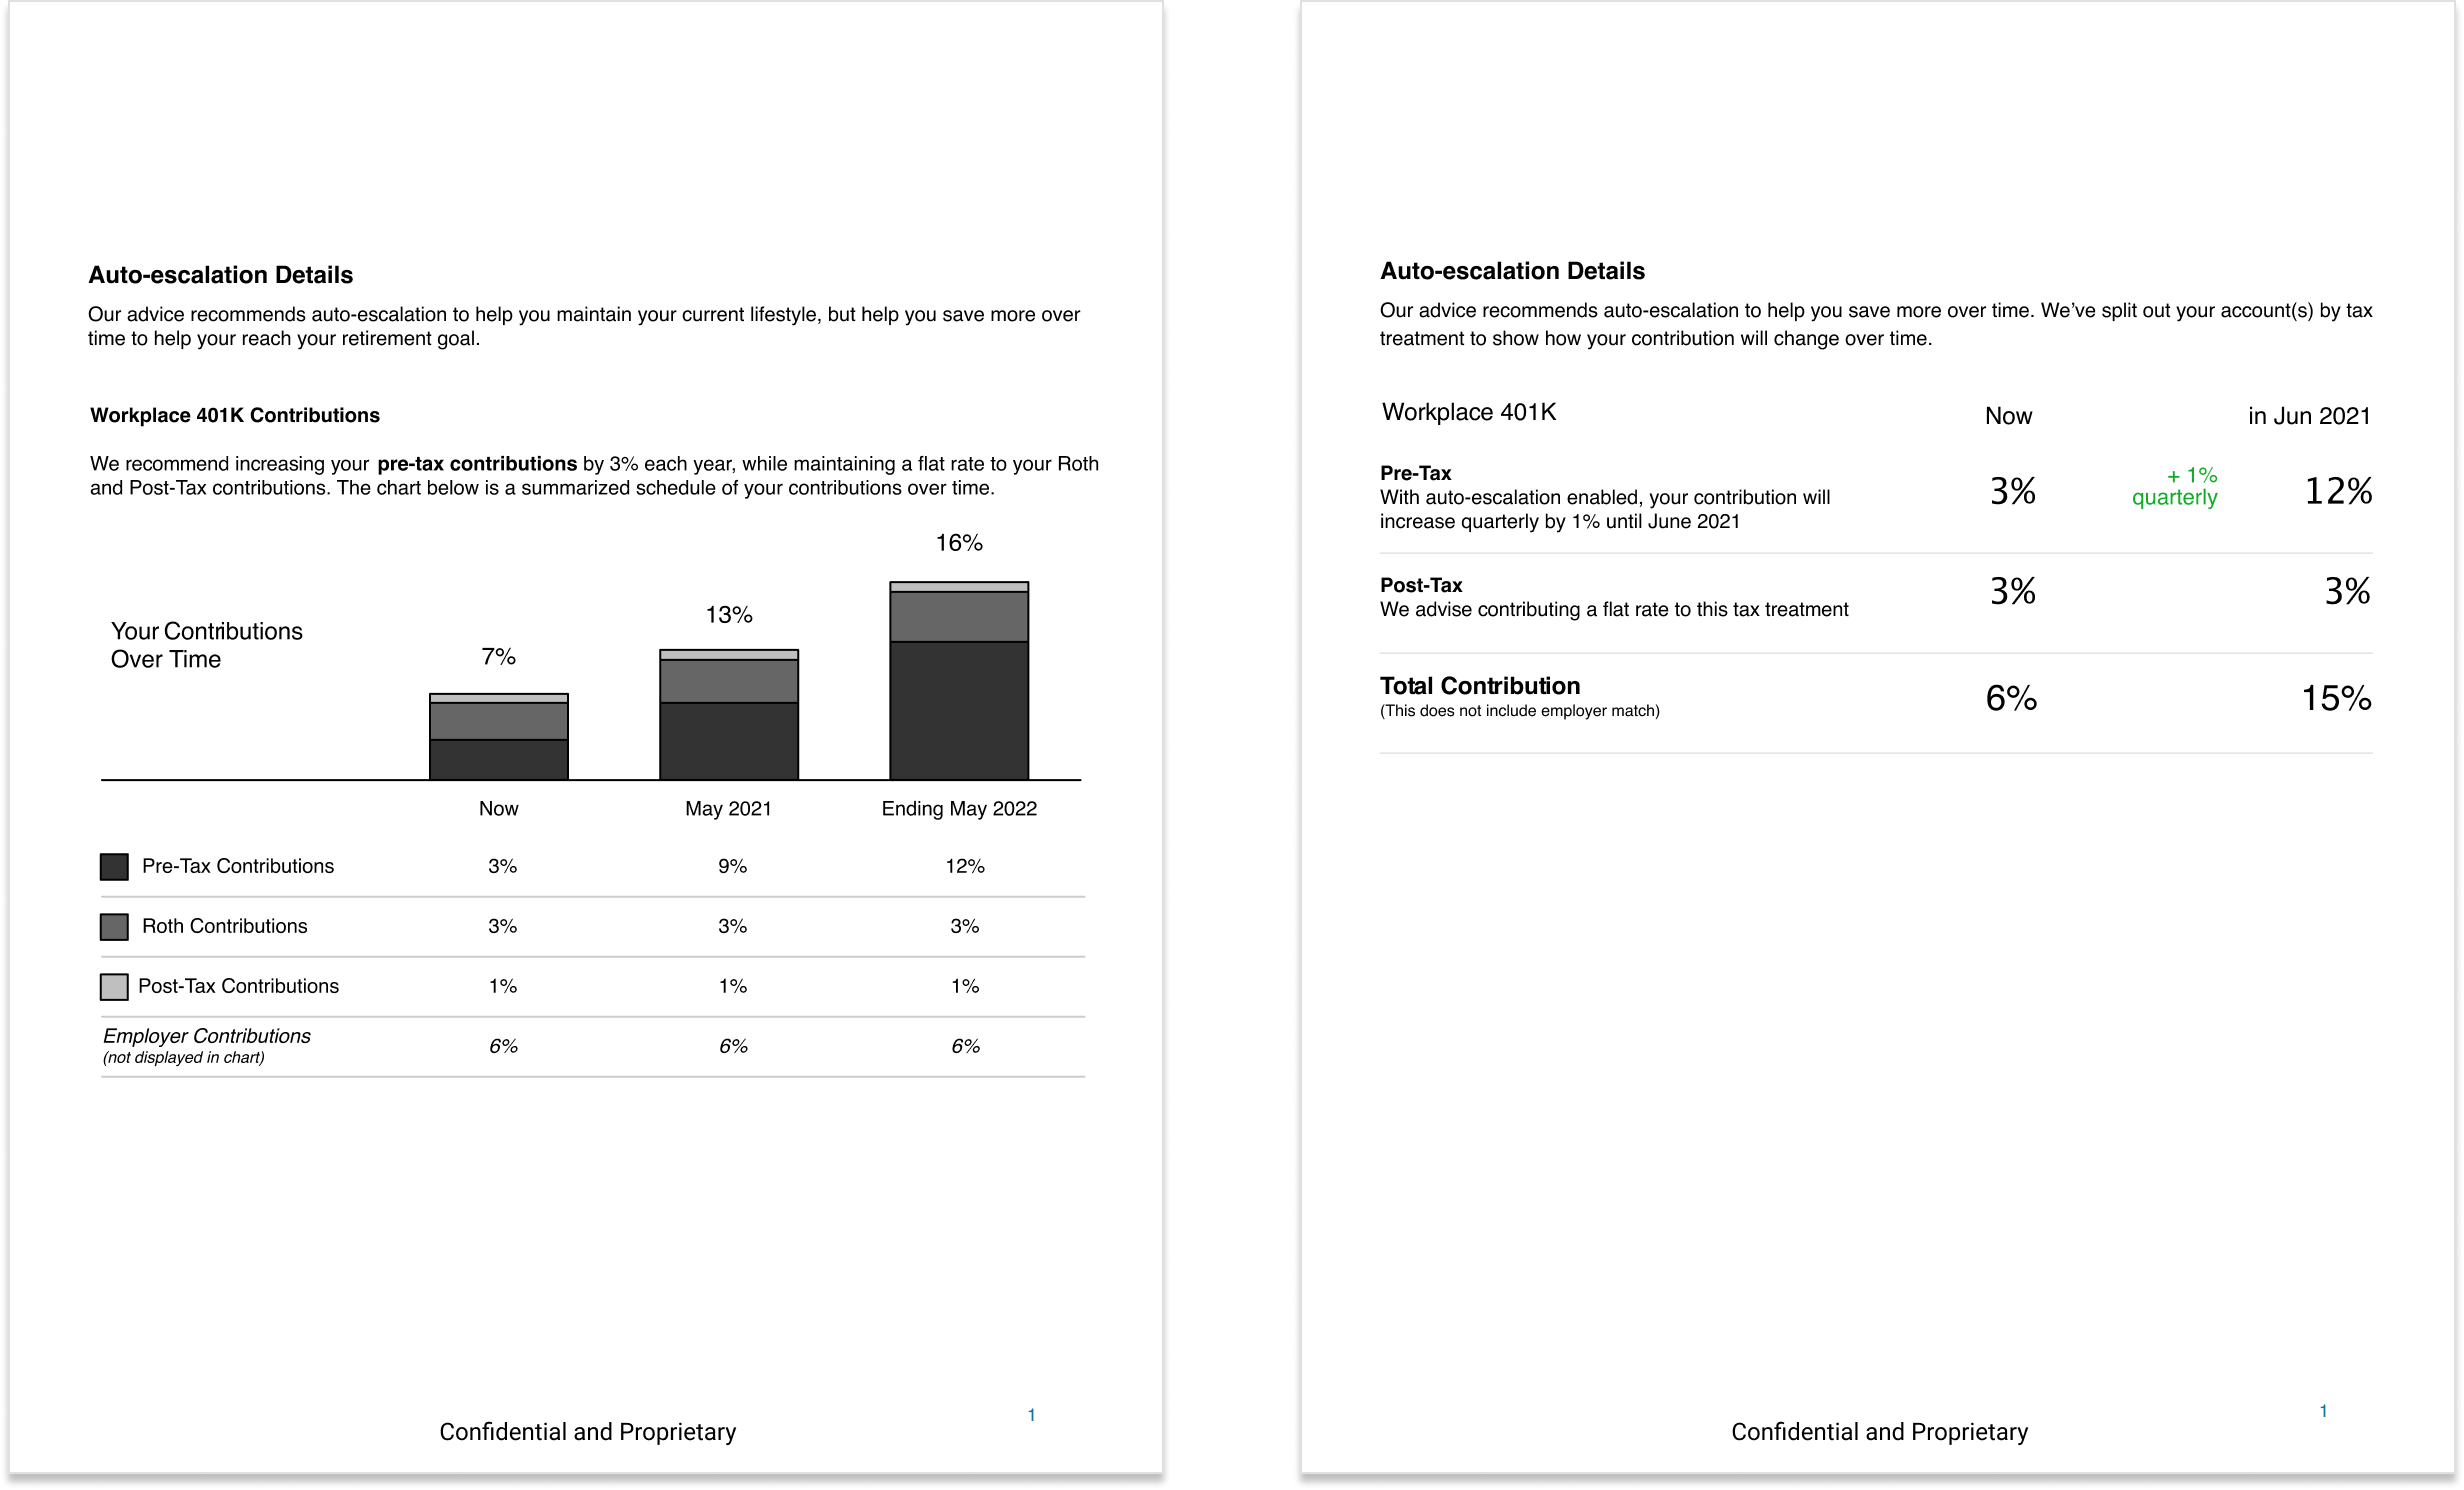 Auto-escalation Details
Our advice recommends auto-escalation to help you maintain your current lifestyle, but help you save more over
time to help your reach your retirement goal.
Workplace 401K Contributions
We recommend increasing your pre-tax contributions by 3% each year, while maintaining a flat rate to your Roth
and Post-Tax contributions. The chart below is a summarized schedule of your contributions over time.
Your Contributions
Over Time
7%
13%
16%
Now May 2021 Ending May 2022
Pre-Tax Contributions 3% 9% 12%
Roth Contributions 3% 3% 3%
Post-Tax Contributions 1% 1% 1%
Employer Contributions
(not displayed in chart)
6% 6% 6%
1
Confidential and Proprietary
Auto-escalation Details
Our advice recommends auto-escalation to help you save more over time. We’ve split out your account(s) by tax
treatment to show how your contribution will change over time.
Workplace 401K Now in Jun 2021
Pre-Tax
With auto-escalation enabled, your contribution will
increase quarterly by 1% until June 2021
3%
+ 1%
quarterly
12%
Post-Tax
We advise contributing a flat rate to this tax treatment
3% 3%
Total Contribution
(This does not include employer match)
6% 15%
1
Confidential and Proprietary